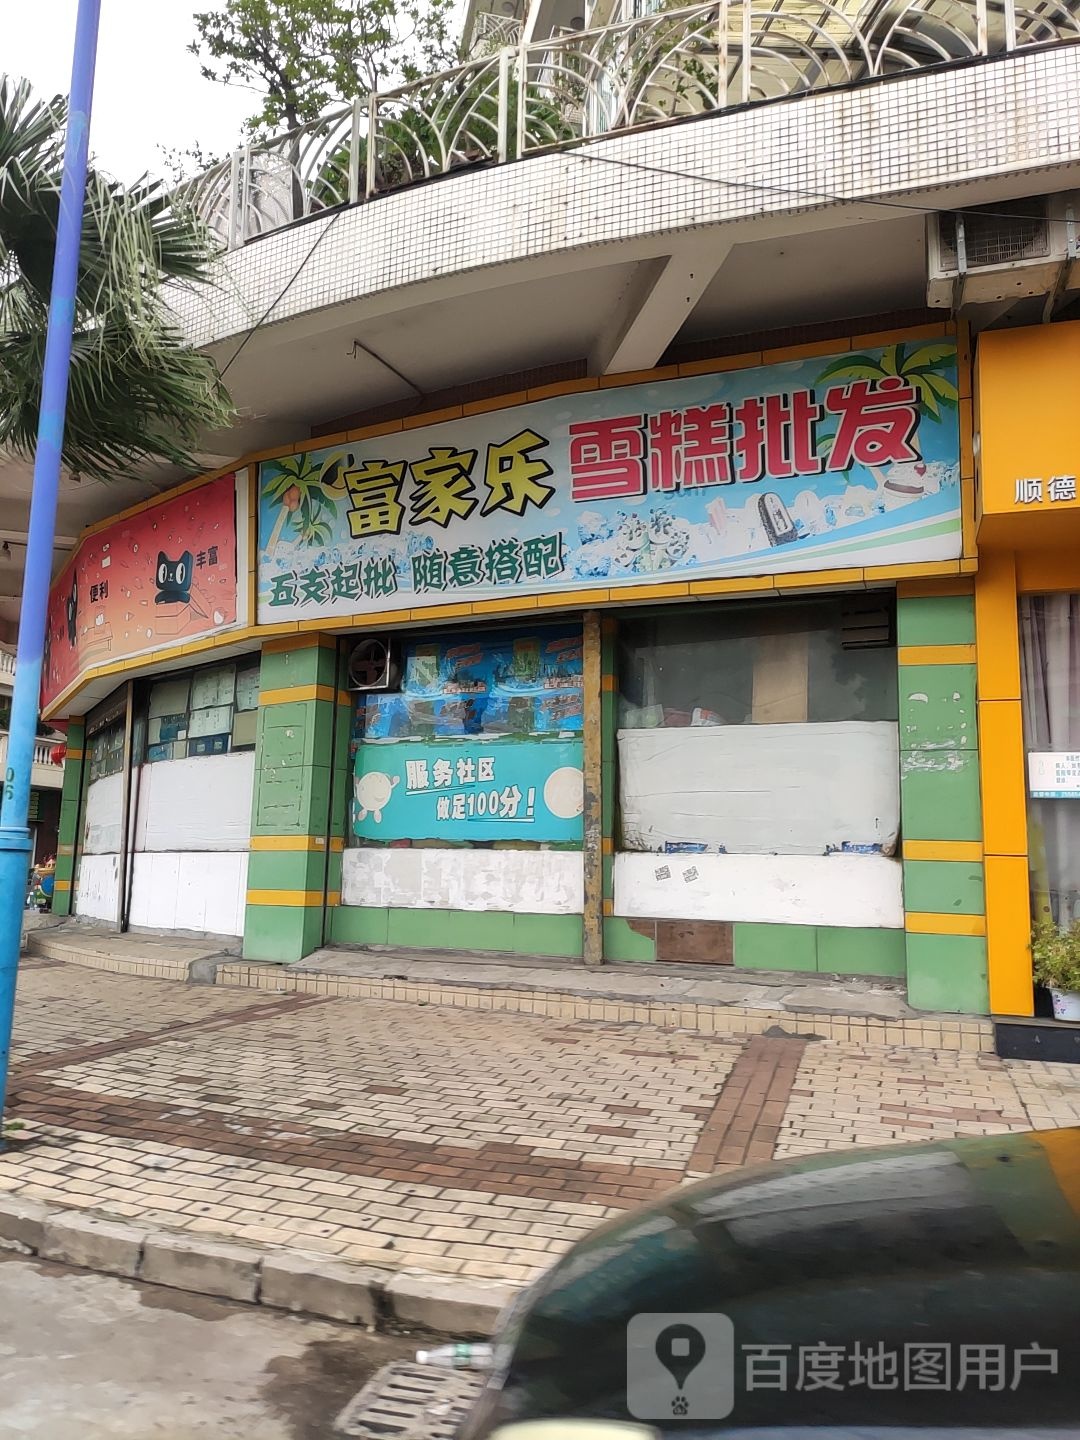 富家乐 雪糕批发
五支起批 随意搭配
便利
丰富
顺德
服务社区
做足100分!
06
百度地图用户